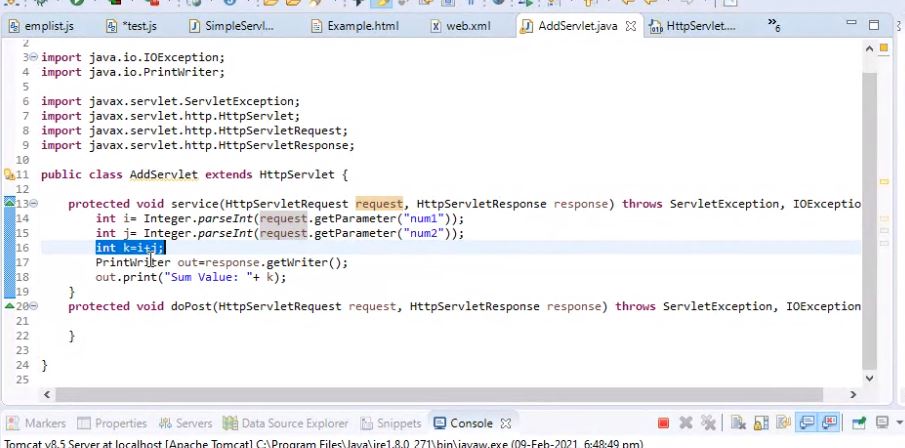 emplist.js *test.js SimpleServl... Example.html web.xml AddServlet.java HttpServlet.... »6
2
3 import java.io.IOException;
4 import java.io.PrintWriter;
5
6 import javax.servlet.ServletException;
7 import javax.servlet.http.HttpServlet;
8 import javax.servlet.http.HttpServletRequest;
9 import javax.servlet.http.HttpServletResponse;
10
11 public class AddServlet extends HttpServlet {
12
13 protected void service(HttpServletRequest request, HttpServletResponse response) throws ServletException, IOExceptio
14 int i= Integer.parseInt(request.getParameter("num1"));
15 int j= Integer.parseInt(request.getParameter("num2"));
16 int k=i+j;
17 PrintWriter out=response.getWriter();
18 out.print("Sum Value: "+ k);
19 }
20 protected void doPost(HttpServletRequest request, HttpServletResponse response) throws ServletException, IOException
21
22 }
23
24 }
25
Markers Properties Servers Data Source Explorer Snippets Console
Tomcat v8.5 Server at localhost [Apache Tomcat] C:\Program Files\Java\jre1.8.0_271\bin\javaw.exe (09-Feb-2021, 6:48:49 pm)